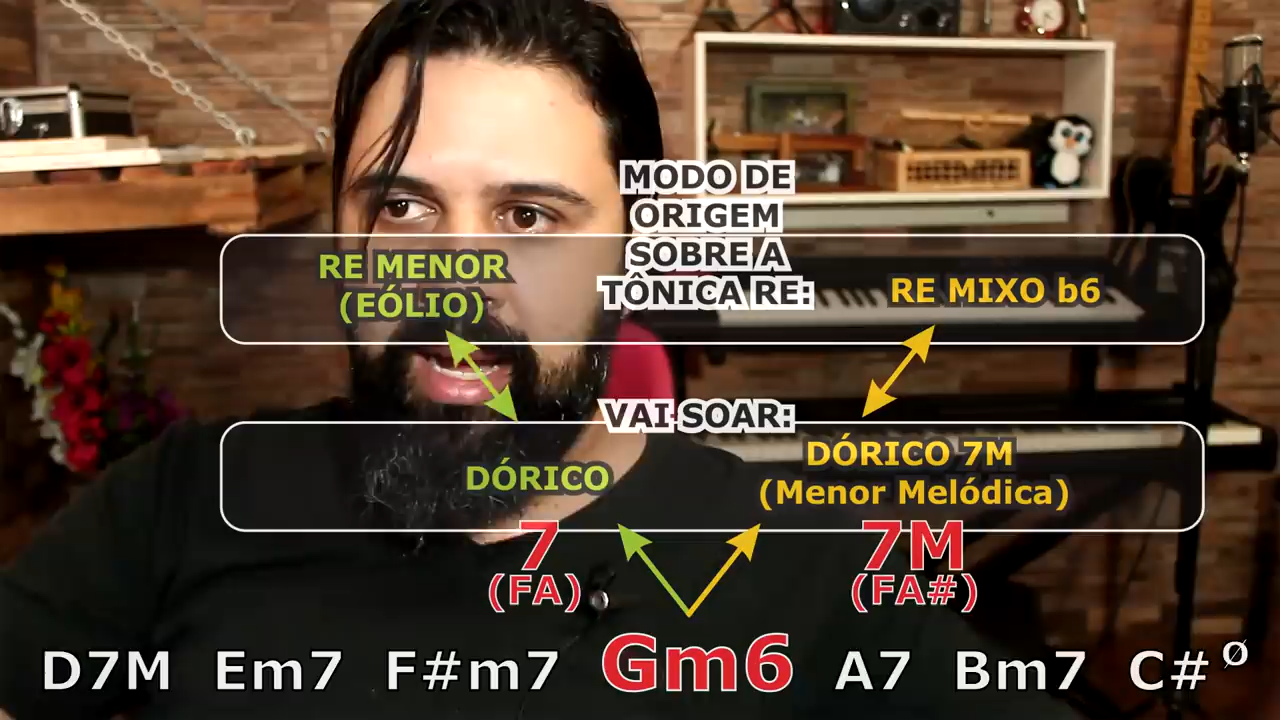 MODO DE
ORIGEM
SOBRE A
TÔNICA RE:
RE MENOR
(EÓLIO)
RE MIXO b6
VAI SOAR:
DÓRICO
DÓRICO 7M
(Menor Melódica)
7
(FA)
7M
(FA#)
D7M Em7 F#m7 Gm6 A7 Bm7 C#ø